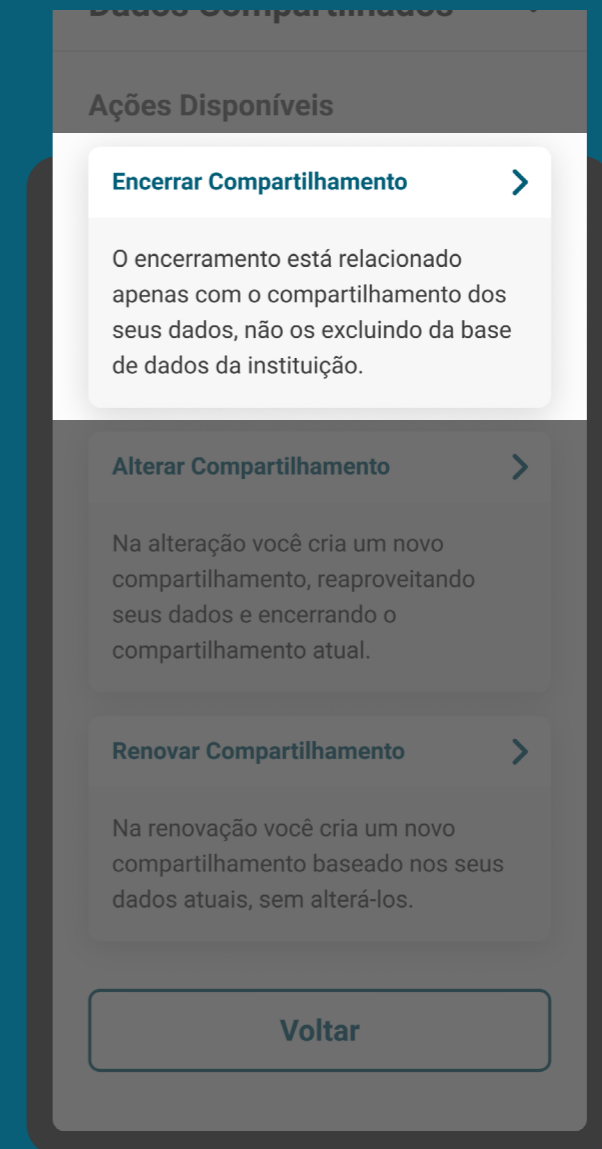 Dados Compartilhados
Ações Disponíveis
Encerrar Compartilhamento
O encerramento está relacionado
apenas com o compartilhamento dos
seus dados, não os excluindo da base
de dados da instituição.
Alterar Compartilhamento
Na alteração você cria um novo
compartilhamento, reaproveitando
seus dados e encerrando o
compartilhamento atual.
Renovar Compartilhamento
Na renovação você cria um novo
compartilhamento baseado nos seus
dados atuais, sem alterá-los.
Voltar